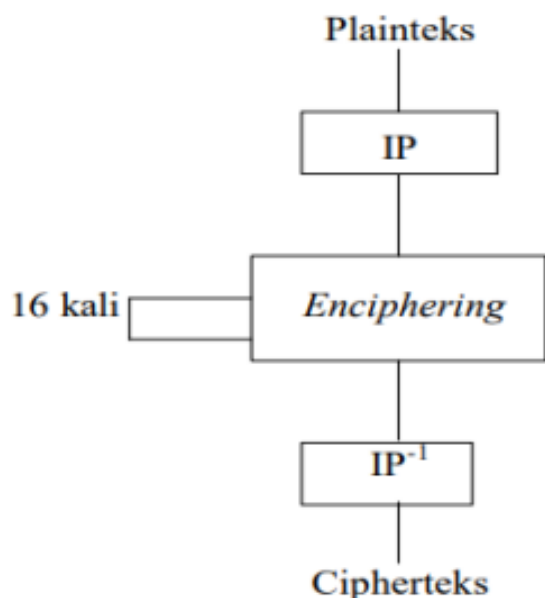 Plainteks
IP
16 kali
Enciphering
IP⁻¹
Cipherteks